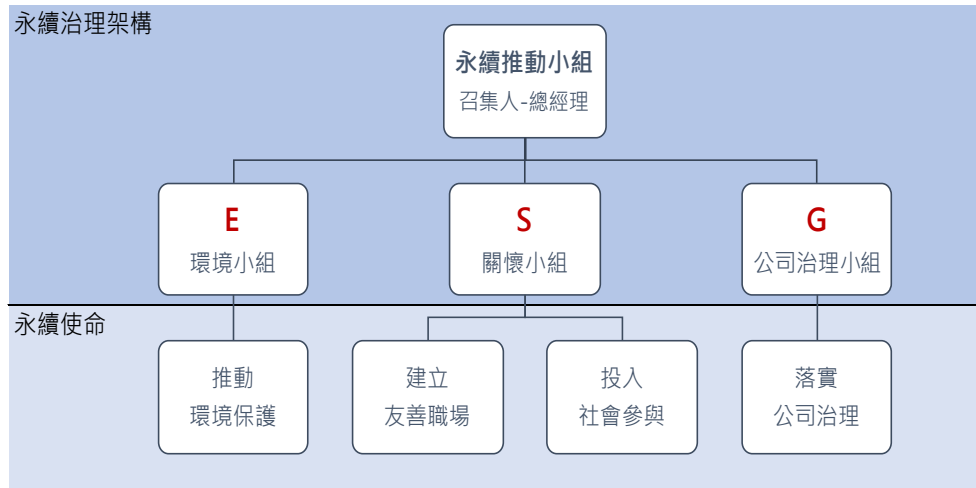 永續治理架構
永續推動小組
召集人-總經理
E
環境小組
S
關懷小組
G
公司治理小組
永續使命
推動
環境保護
建立
友善職場
投入
社會參與
落實
公司治理